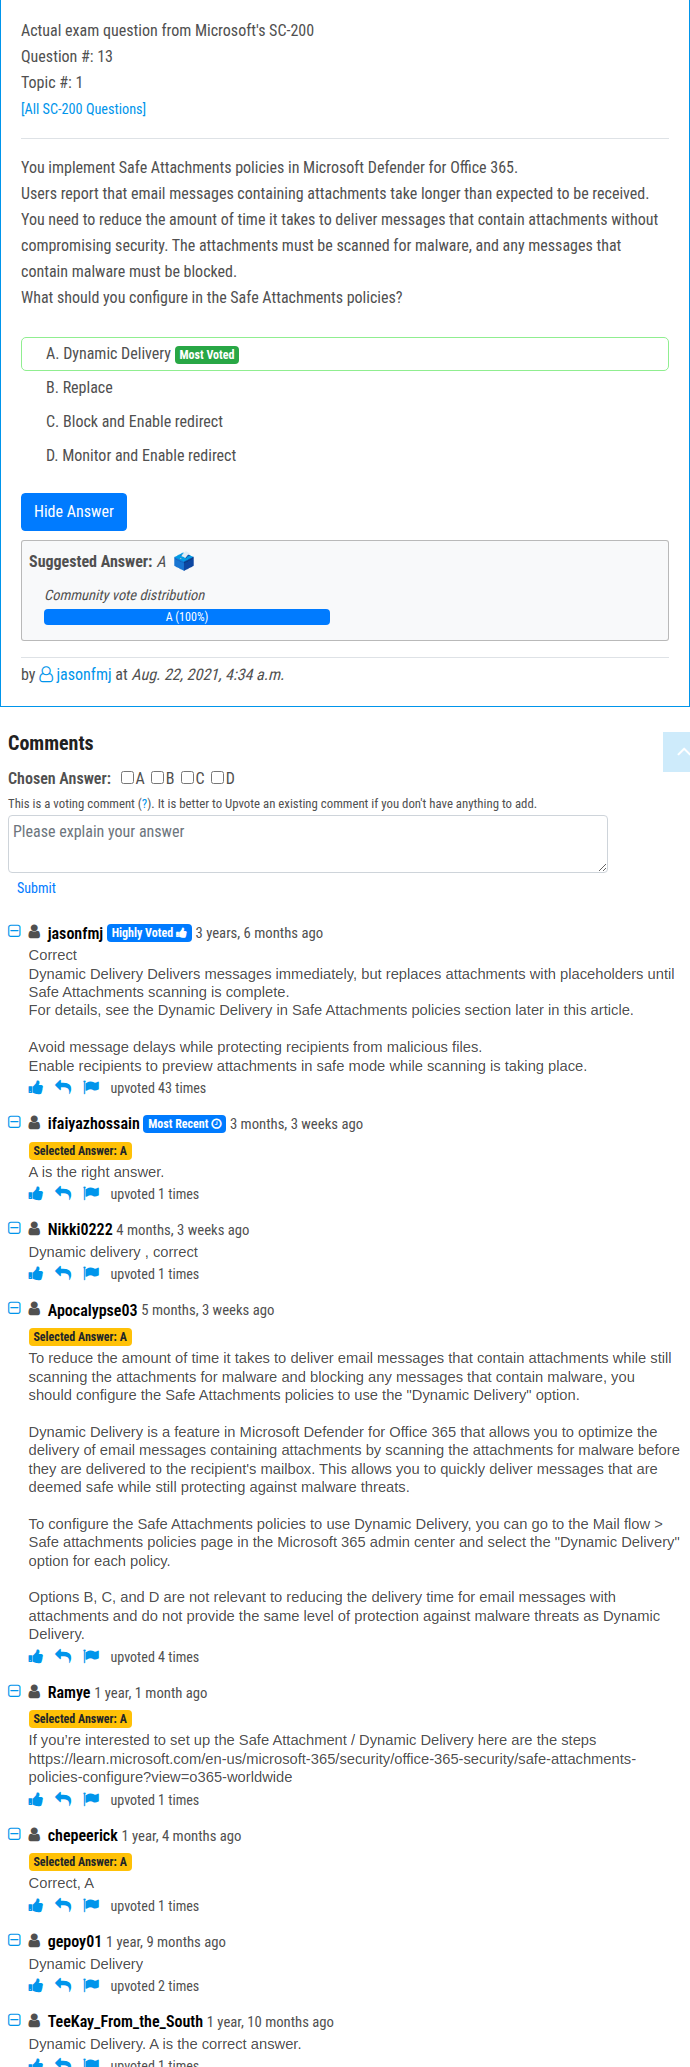 Actual exam question from Microsoft's SC-200
Question #: 13
Topic #: 1
[All SC-200 Questions]
You implement Safe Attachments policies in Microsoft Defender for Office 365.
Users report that email messages containing attachments take longer than expected to be received.
You need to reduce the amount of time it takes to deliver messages that contain attachments without
compromising security. The attachments must be scanned for malware, and any messages that
contain malware must be blocked.
What should you configure in the Safe Attachments policies?
A. Dynamic Delivery Most Voted
B. Replace
C. Block and Enable redirect
D. Monitor and Enable redirect
Hide Answer
Suggested Answer: A
Community vote distribution
A (100%)
by jasonfmj at Aug. 22, 2021, 4:34 a.m.
Comments
Chosen Answer: A B C D
This is a voting comment (?). It is better to Upvote an existing comment if you don't have anything to add.
Please explain your answer
Submit
jasonfmj Highly Voted 3 years, 6 months ago
Correct
Dynamic Delivery Delivers messages immediately, but replaces attachments with placeholders until
Safe Attachments scanning is complete.
For details, see the Dynamic Delivery in Safe Attachments policies section later in this article.
Avoid message delays while protecting recipients from malicious files.
Enable recipients to preview attachments in safe mode while scanning is taking place.
upvoted 43 times
ifaiyazhossain Most Recent 3 months, 3 weeks ago
Selected Answer: A
A is the right answer.
upvoted 1 times
Nikki0222 4 months, 3 weeks ago
Dynamic delivery , correct
upvoted 1 times
Apocalypse03 5 months, 3 weeks ago
Selected Answer: A
To reduce the amount of time it takes to deliver email messages that contain attachments while still
scanning the attachments for malware and blocking any messages that contain malware, you
should configure the Safe Attachments policies to use the "Dynamic Delivery" option.
Dynamic Delivery is a feature in Microsoft Defender for Office 365 that allows you to optimize the
delivery of email messages containing attachments by scanning the attachments for malware before
they are delivered to the recipient's mailbox. This allows you to quickly deliver messages that are
deemed safe while still protecting against malware threats.
To configure the Safe Attachments policies to use Dynamic Delivery, you can go to the Mail flow >
Safe attachments policies page in the Microsoft 365 admin center and select the "Dynamic Delivery"
option for each policy.
Options B, C, and D are not relevant to reducing the delivery time for email messages with
attachments and do not provide the same level of protection against malware threats as Dynamic
Delivery.
upvoted 4 times
Ramye 1 year, 1 month ago
Selected Answer: A
If you’re interested to set up the Safe Attachment / Dynamic Delivery here are the steps
https://learn.microsoft.com/en-us/microsoft-365/security/office-365-security/safe-attachments-
policies-configure?view=o365-worldwide
upvoted 1 times
chepeerick 1 year, 4 months ago
Selected Answer: A
Correct, A
upvoted 1 times
gepoy01 1 year, 9 months ago
Dynamic Delivery
upvoted 2 times
TeeKay_From_the_South 1 year, 10 months ago
Dynamic Delivery. A is the correct answer.
upvoted 1 times